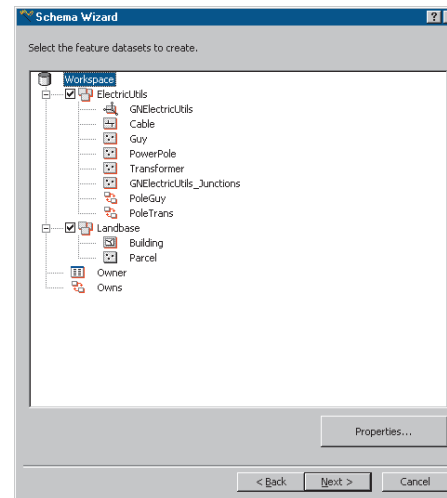 Schema Wizard
Select the feature datasets to create.
Workspace
ElectricUtils
GNElectricUtils
Cable
Guy
PowerPole
Transformer
GNElectricUtils_Junctions
PoleGuy
PoleTrans
Landbase
Building
Parcel
Owner
Owns
Properties...
< Back Next > Cancel